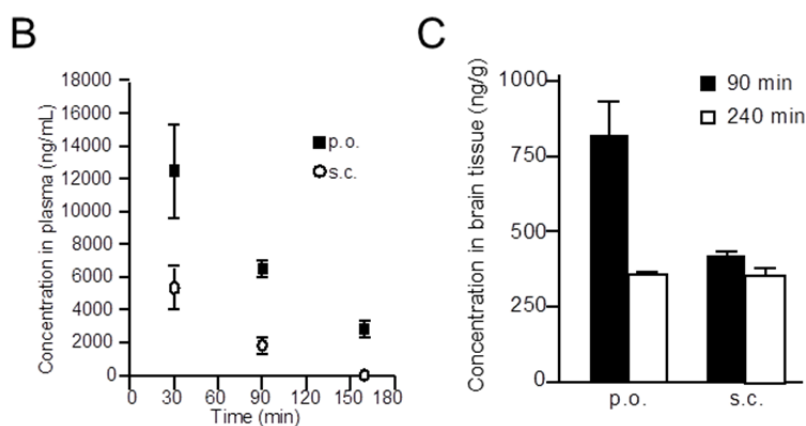 B
Concentration in plasma (ng/mL)
18000
16000
14000
12000
10000
8000
6000
4000
2000
0
p.o.
s.c.
0 30 60 90 120 150 180
Time (min)
C
Concentration in brain tissue (ng/g)
1000
750
500
250
0
90 min
240 min
p.o. s.c.